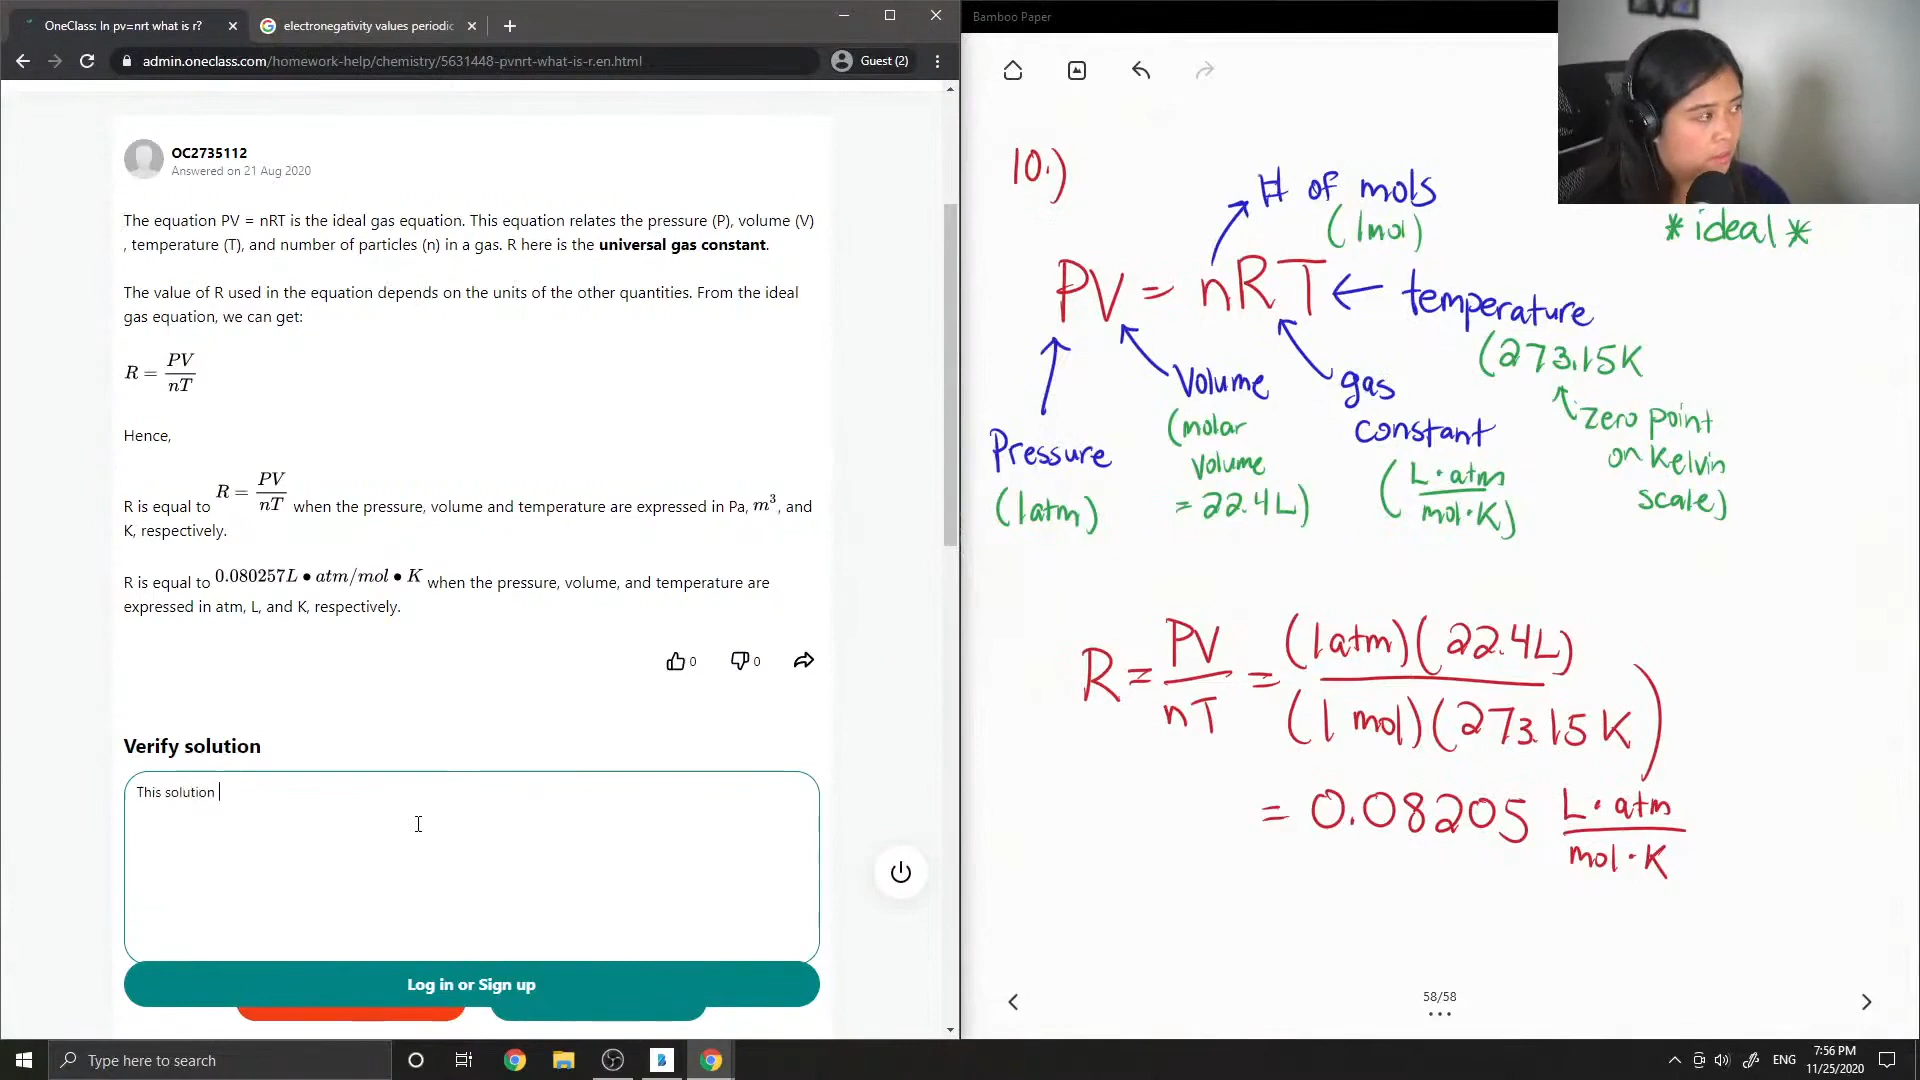 OneClass: In pv=nrt what is r?
electronegativity values periodic
admin.oneclass.com/homework-help/chemistry/5631448-pvnrt-what-is-r.en.html
Guest (2)
OC2735112
Answered on 21 Aug 2020
The equation PV = nRT is the ideal gas equation. This equation relates the pressure (P), volume (V)
, temperature (T), and number of particles (n) in a gas. R here is the universal gas constant.
The value of R used in the equation depends on the units of the other quantities. From the ideal
gas equation, we can get:
R = PV/nT
Hence,
R is equal to R = PV/nT when the pressure, volume and temperature are expressed in Pa, m³, and
K, respectively.
R is equal to 0.080257L•atm/mol•K when the pressure, volume, and temperature are
expressed in atm, L, and K, respectively.
0
0
Verify solution
This solution
Log in or Sign up
Bamboo Paper
10.)
# of mols
(1mol)
*ideal*
PV = nRT ← temperature
(273.15K
zero point
on Kelvin
scale)
Volume
(molar
volume
= 22.4L)
gas
constant
(L·atm/mol·K)
Pressure
(1atm)
R = PV/nT = (1atm)(22.4L)/(1 mol)(273.15K)
= 0.08205 L·atm/mol·K
58/58
Type here to search
ENG
7:56 PM
11/25/2020